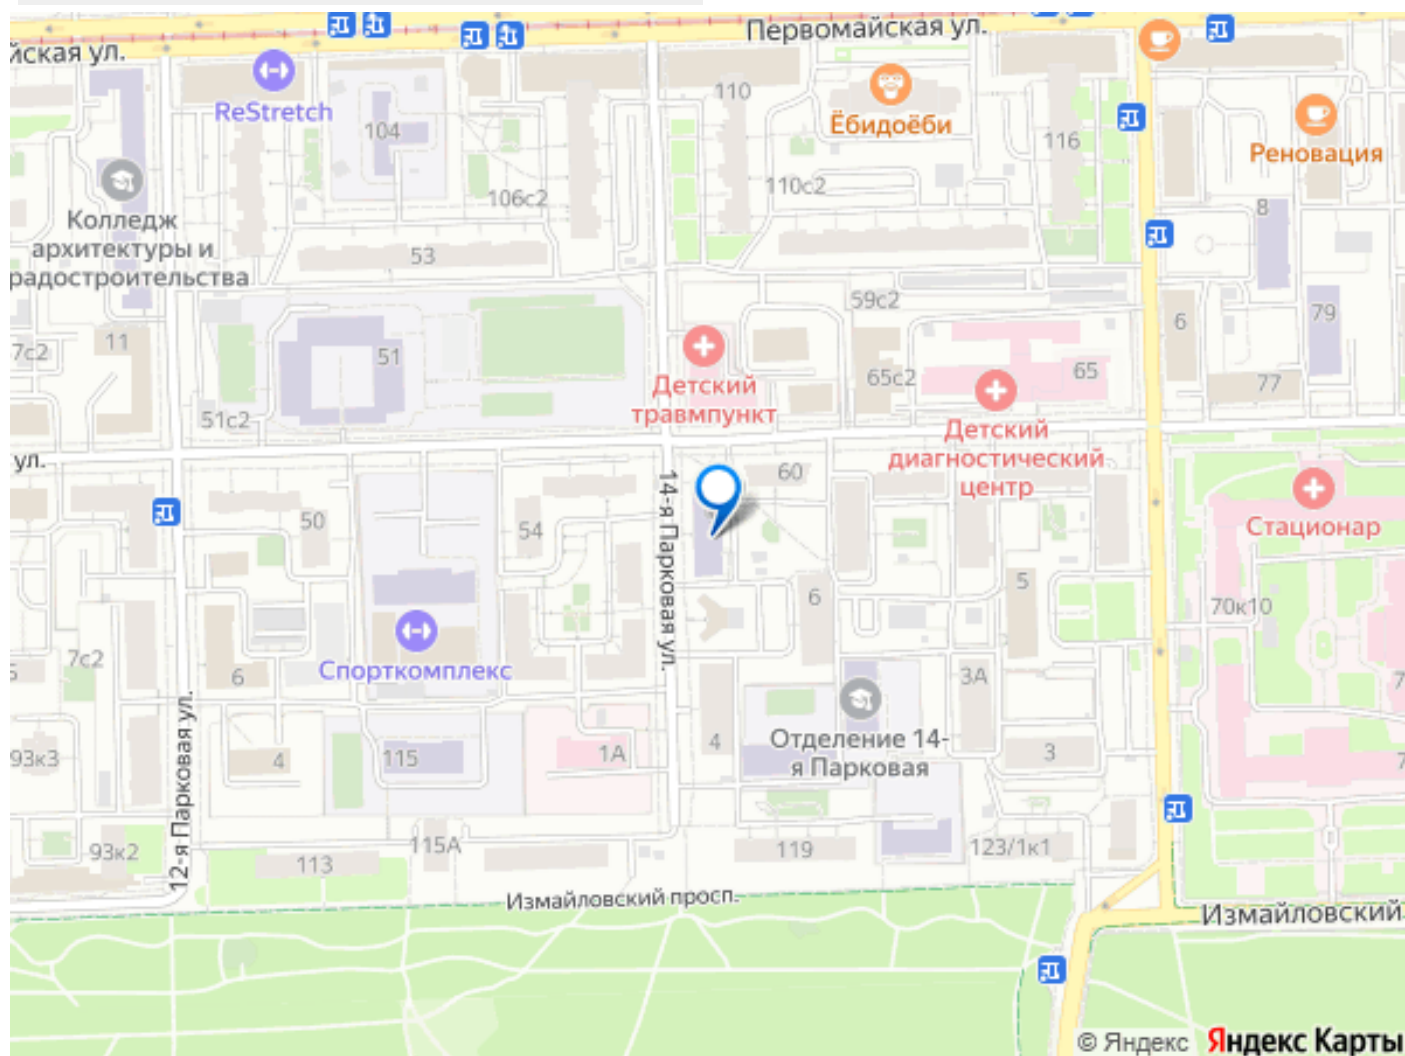 Первомайская ул.
йская ул.
ReStretch
110
Ёбидоёби
104
116
Реновация
106с2
110с2
8
Колледж
архитектуры и
радостроительства
53
59с2
6
79
11
7с2
51
65с2
65
77
Детский
травмпункт
51с2
Детский
диагностический
центр
ул.
60
14-я Парковая ул.
Стационар
50
54
5
6
70к10
7с2
6
Спорткомплекс
3А
12-я Парковая ул.
4
Отделение 14-
я Парковая
93к3
4
115
1А
3
93к2
113
115А
119
123/1к1
Измайловский просп.
Измайловский
© Яндекс Яндекс Карты